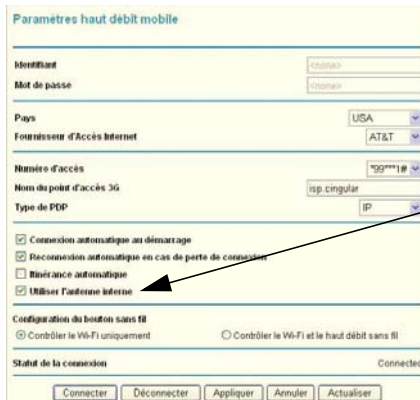 Paramètres haut débit mobile
Identifiant <none>
Mot de passe <none>
Pays USA
Fournisseur d'Accès Internet AT&T
Numéro d'accès *99***1#
Nom du point d'accès 3G isp.cingular
Type de PDP IP
Connexion automatique au démarrage
Reconnexion automatique en cas de perte de connexion
Itinérance automatique
Utiliser l'antenne interne
Configuration du bouton sans fil
Contrôler le Wi-Fi uniquement Contrôler le Wi-Fi et le haut débit sans fil
Statut de la connexion Connected
Connecter Déconnecter Appliquer Annuler Actualiser